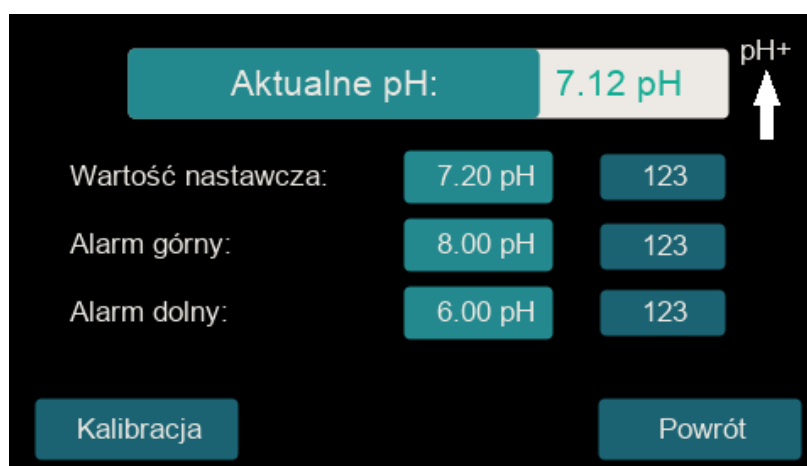 pH+
Aktualne pH: 7.12 pH
Wartość nastawcza: 7.20 pH 123
Alarm górny: 8.00 pH 123
Alarm dolny: 6.00 pH 123
Kalibracja Powrót